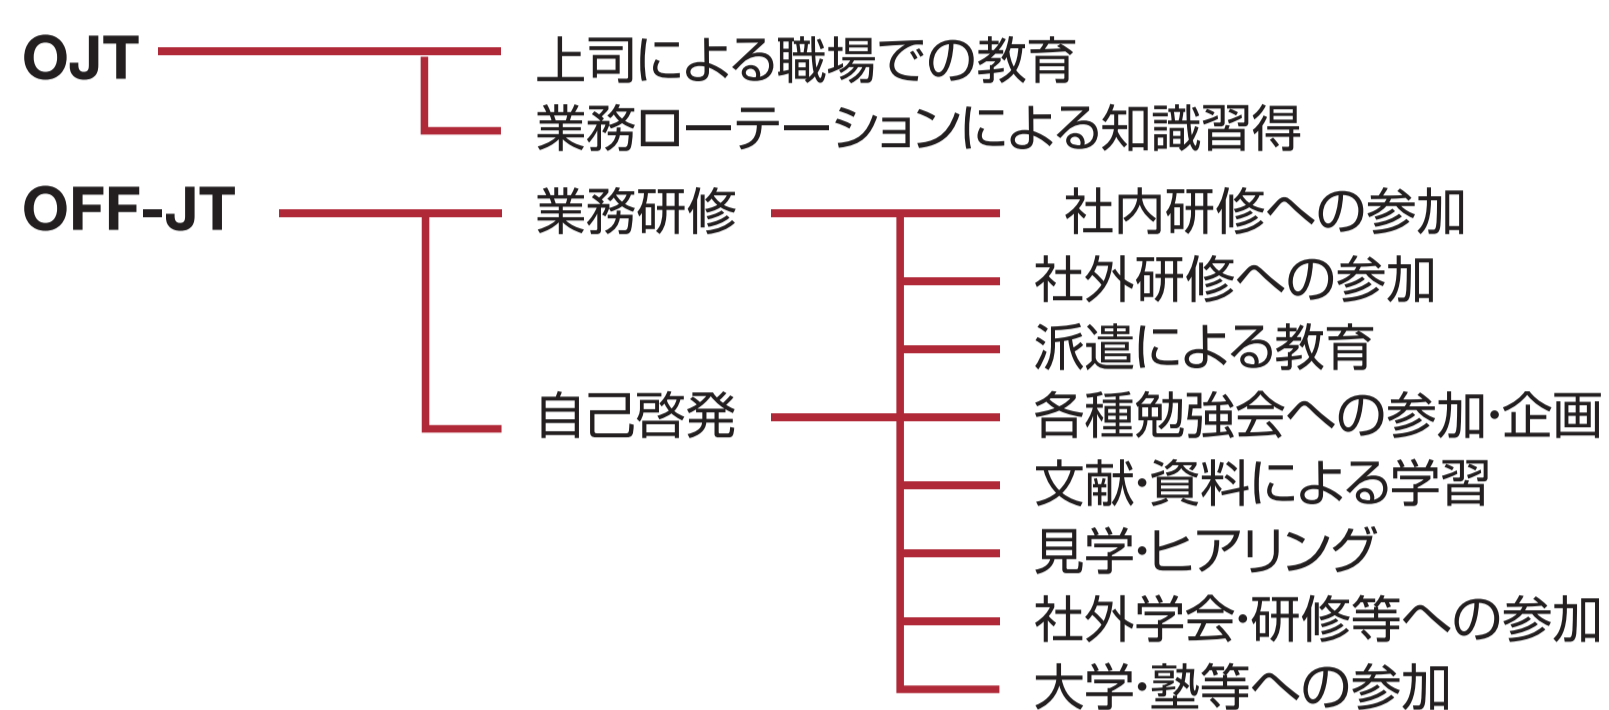 OJT 上司による職場での教育
業務ローテーションによる知識習得
OFF-JT 業務研修 社内研修への参加
社外研修への参加
派遣による教育
自己啓発 各種勉強会への参加・企画
文献・資料による学習
見学・ヒアリング
社外学会・研修等への参加
大学・塾等への参加